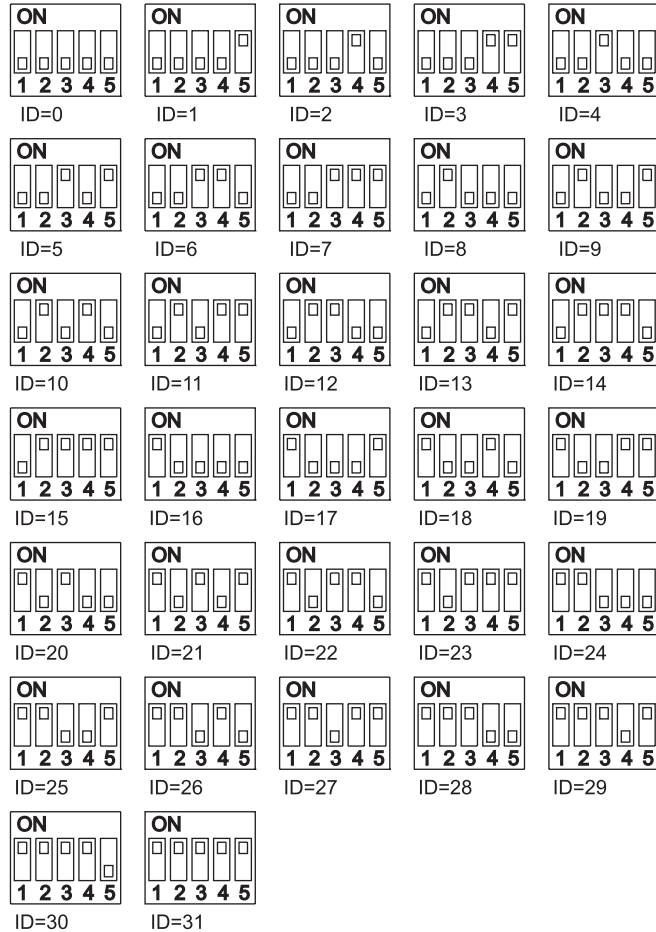 ON ON ON ON ON
1 2 3 4 5 1 2 3 4 5 1 2 3 4 5 1 2 3 4 5 1 2 3 4 5
ID=0 ID=1 ID=2 ID=3 ID=4
ON ON ON ON ON
1 2 3 4 5 1 2 3 4 5 1 2 3 4 5 1 2 3 4 5 1 2 3 4 5
ID=5 ID=6 ID=7 ID=8 ID=9
ON ON ON ON ON
1 2 3 4 5 1 2 3 4 5 1 2 3 4 5 1 2 3 4 5 1 2 3 4 5
ID=10 ID=11 ID=12 ID=13 ID=14
ON ON ON ON ON
1 2 3 4 5 1 2 3 4 5 1 2 3 4 5 1 2 3 4 5 1 2 3 4 5
ID=15 ID=16 ID=17 ID=18 ID=19
ON ON ON ON ON
1 2 3 4 5 1 2 3 4 5 1 2 3 4 5 1 2 3 4 5 1 2 3 4 5
ID=20 ID=21 ID=22 ID=23 ID=24
ON ON ON ON ON
1 2 3 4 5 1 2 3 4 5 1 2 3 4 5 1 2 3 4 5 1 2 3 4 5
ID=25 ID=26 ID=27 ID=28 ID=29
ON ON
1 2 3 4 5 1 2 3 4 5
ID=30 ID=31